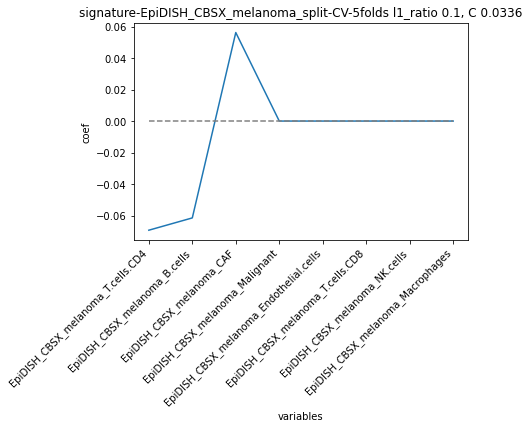 signature-EpiDISH_CBSX_melanoma_split-CV-5folds l1_ratio 0.1, C 0.0336
0.06
0.04
0.02
0.00
−0.02
−0.04
−0.06
coef
EpiDISH_CBSX_melanoma_T.cells.CD4
EpiDISH_CBSX_melanoma_B.cells
EpiDISH_CBSX_melanoma_CAF
EpiDISH_CBSX_melanoma_Malignant
EpiDISH_CBSX_melanoma_Endothelial.cells
EpiDISH_CBSX_melanoma_T.cells.CD8
EpiDISH_CBSX_melanoma_NK.cells
EpiDISH_CBSX_melanoma_Macrophages
variables